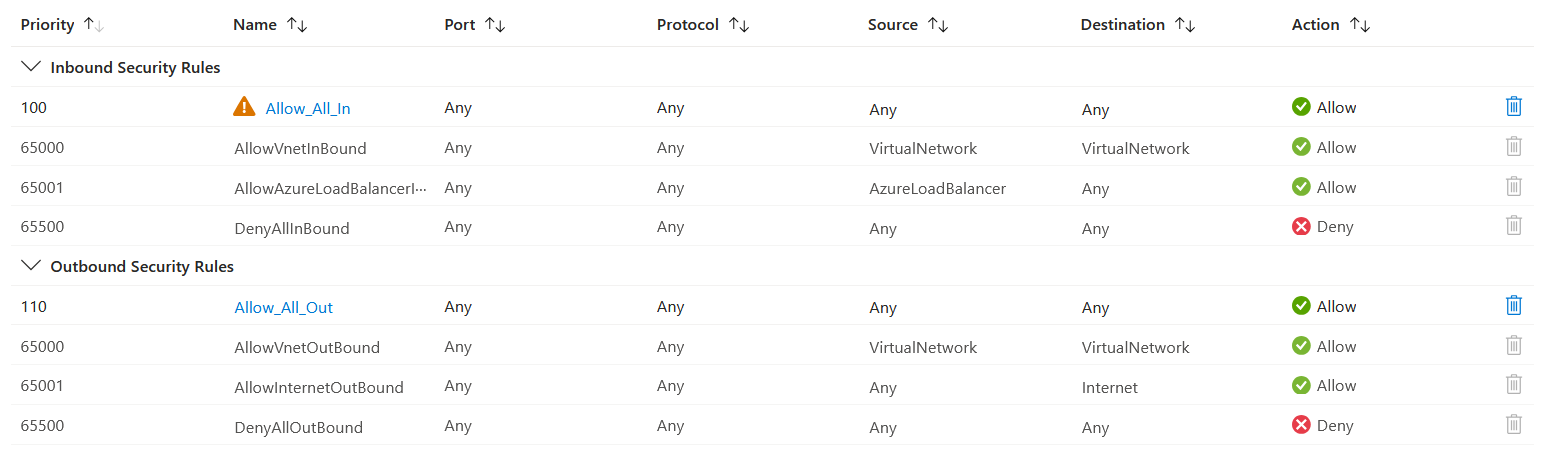 Priority Name Port Protocol Source Destination Action
Inbound Security Rules
100 Allow_All_In Any Any Any Any Allow
65000 AllowVnetInBound Any Any VirtualNetwork VirtualNetwork Allow
65001 AllowAzureLoadBalancerI... Any Any AzureLoadBalancer Any Allow
65500 DenyAllInBound Any Any Any Any Deny
Outbound Security Rules
110 Allow_All_Out Any Any Any Any Allow
65000 AllowVnetOutBound Any Any VirtualNetwork VirtualNetwork Allow
65001 AllowInternetOutBound Any Any Any Internet Allow
65500 DenyAllOutBound Any Any Any Any Deny